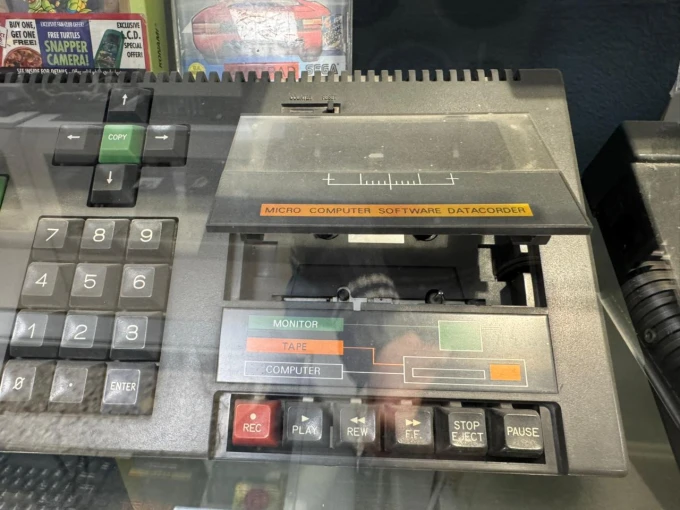 BUY ONE,
GET ONE
FREE!
FREE TURTLES
SNAPPER
CAMERA!
EXCLUSIVE
L.C.D.
SPECIAL
OFFER!
KONAMI
SEGA
↑
← COPY →
↓
7 8 9
4 5 6
1 2 3
0 . ENTER
- +
MICRO COMPUTER SOFTWARE DATACORDER
MONITOR
TAPE
COMPUTER
REC
PLAY
REW
F.F.
STOP
EJECT
PAUSE